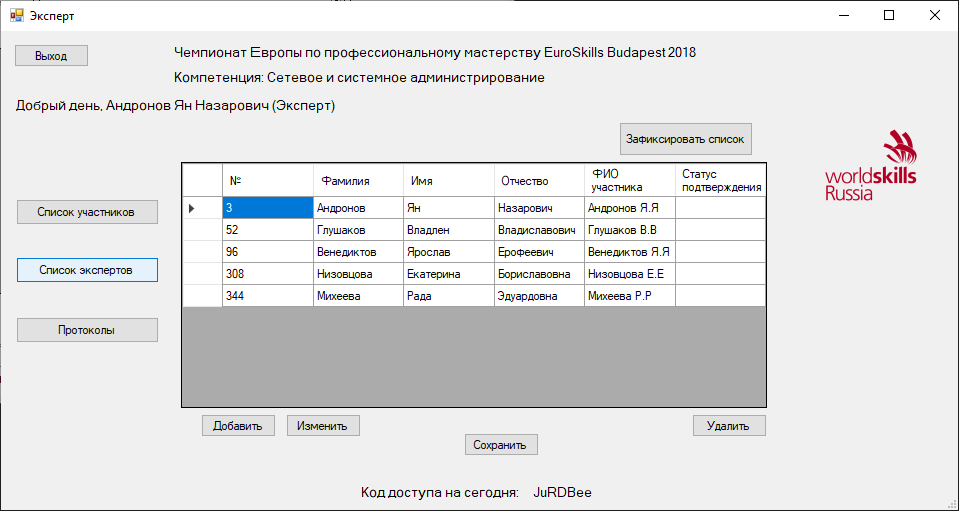 Эксперт
Выход
Чемпионат Европы по профессиональному мастерству EuroSkills Budapest 2018
Компетенция: Сетевое и системное администрирование
Добрый день, Андронов Ян Назарович (Эксперт)
Зафиксировать список
worldskills
Russia
Список участников
Список экспертов
Протоколы
№ Фамилия Имя Отчество ФИО участника Статус подтверждения
3 Андронов Ян Назарович Андронов Я.Я
52 Глушаков Владлен Владиславович Глушаков В.В
96 Венедиктов Ярослав Ерофеевич Венедиктов Я.Я
308 Низовцова Екатерина Бориславовна Низовцова Е.Е
344 Михеева Рада Эдуардовна Михеева Р.Р
Добавить Изменить Удалить
Сохранить
Код доступа на сегодня: JuRDBee